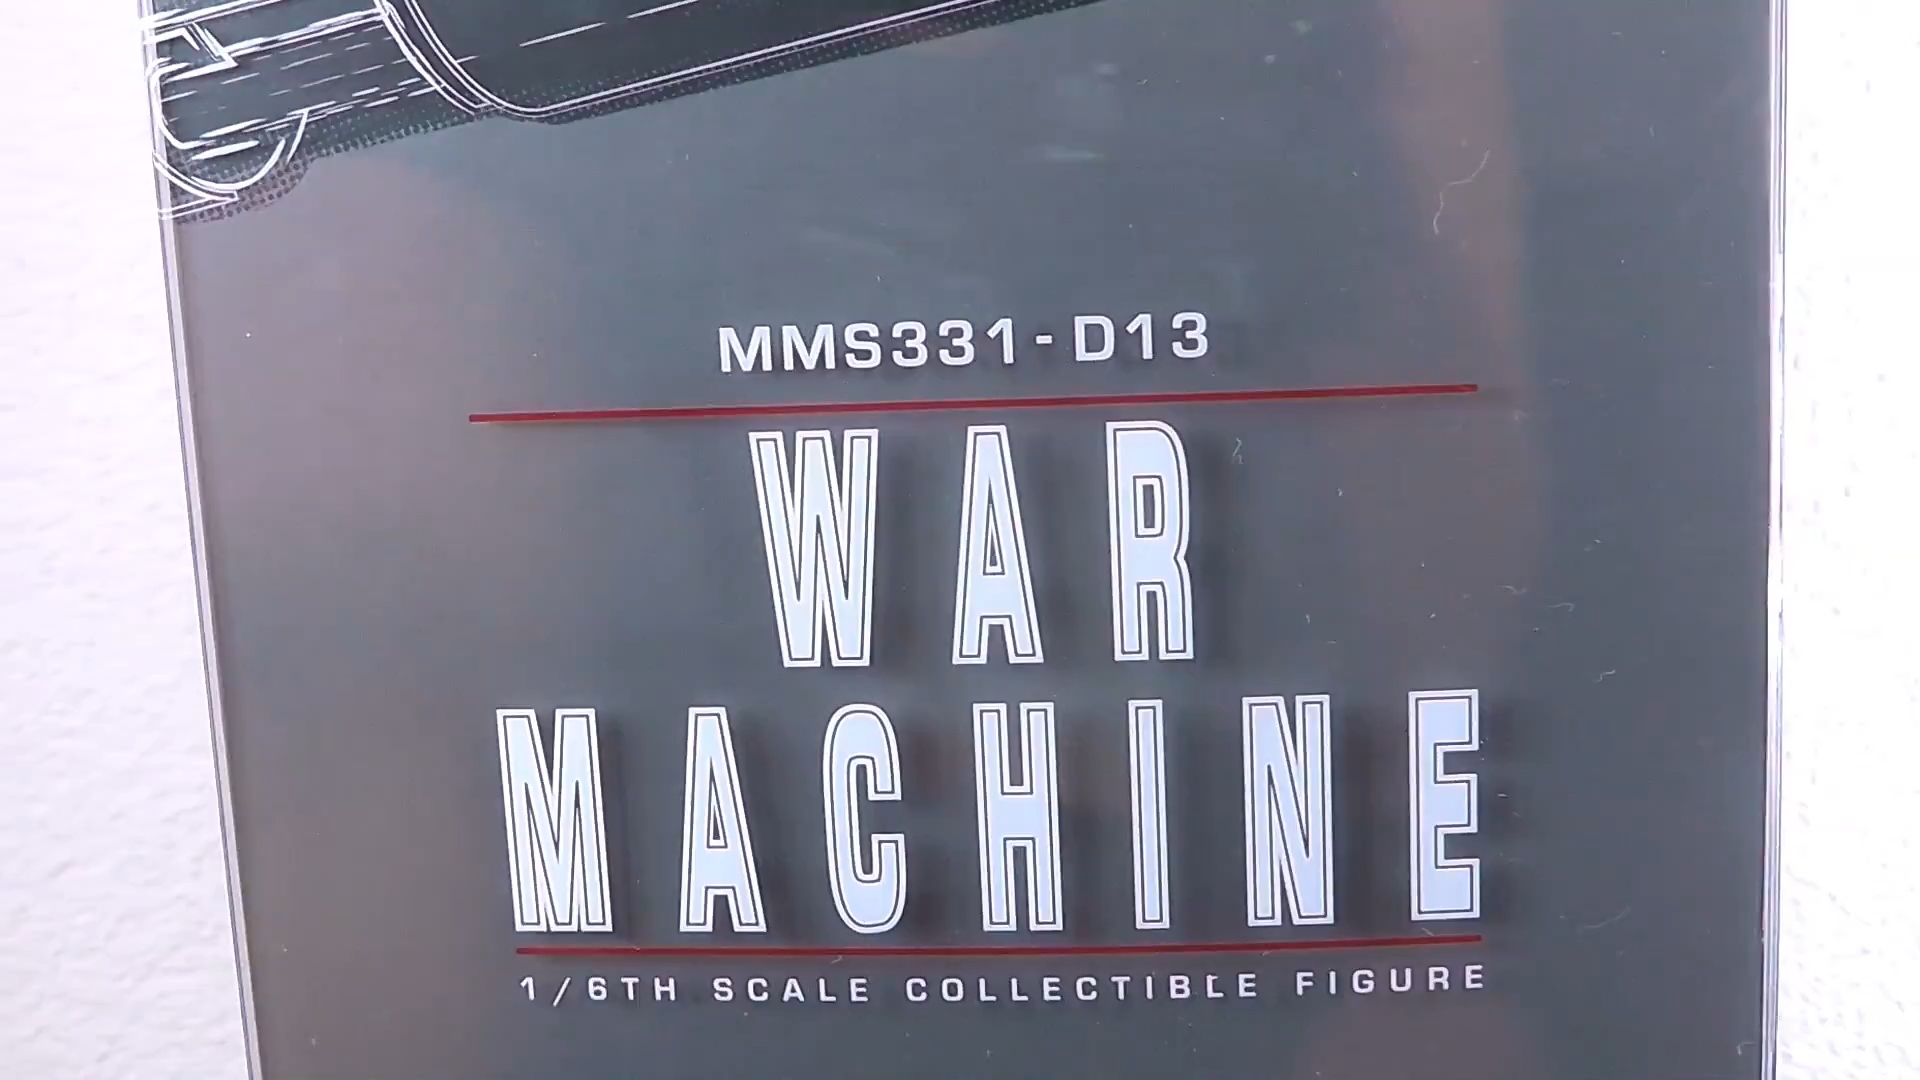 MMS331-D13
WAR
MACHINE
1/6TH SCALE COLLECTIBLE FIGURE